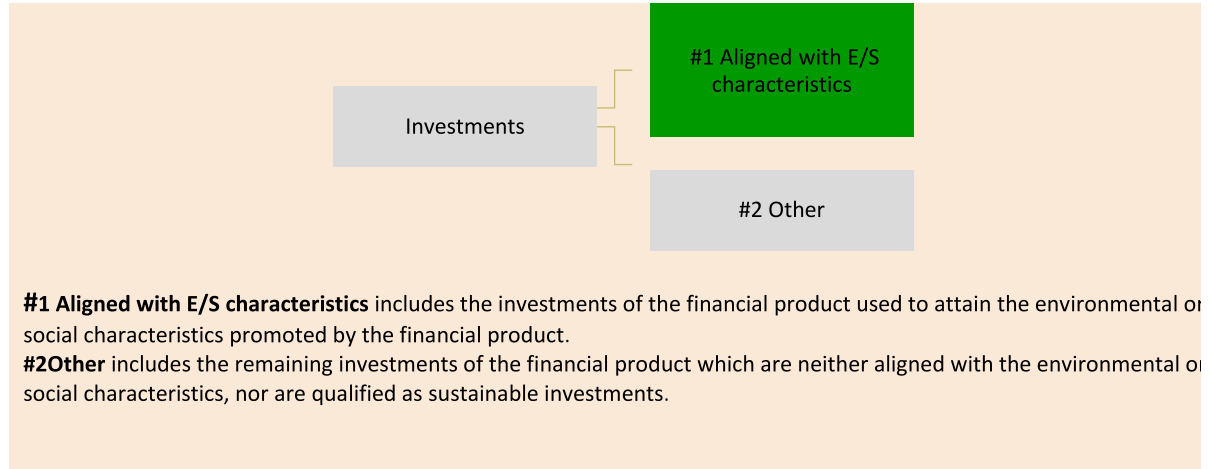 #1 Aligned with E/S
characteristics
Investments
#2 Other
#1 Aligned with E/S characteristics includes the investments of the financial product used to attain the environmental or
social characteristics promoted by the financial product.
#2Other includes the remaining investments of the financial product which are neither aligned with the environmental or
social characteristics, nor are qualified as sustainable investments.